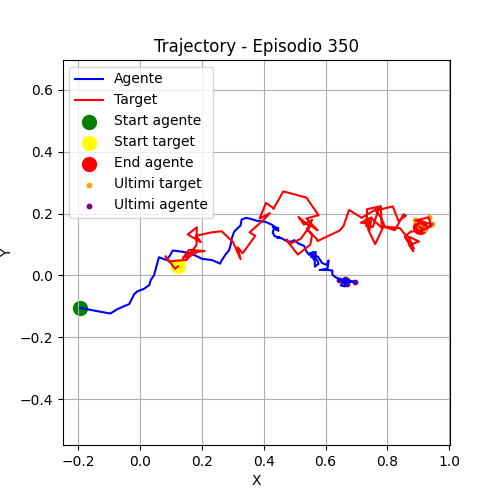 Trajectory - Episodio 350
Agente
Target
Start agente
Start target
End agente
Ultimi target
Ultimi agente
0.6
0.4
0.2
0.0
−0.2
−0.4
Y
−0.2
0.0
0.2
0.4
0.6
0.8
1.0
X